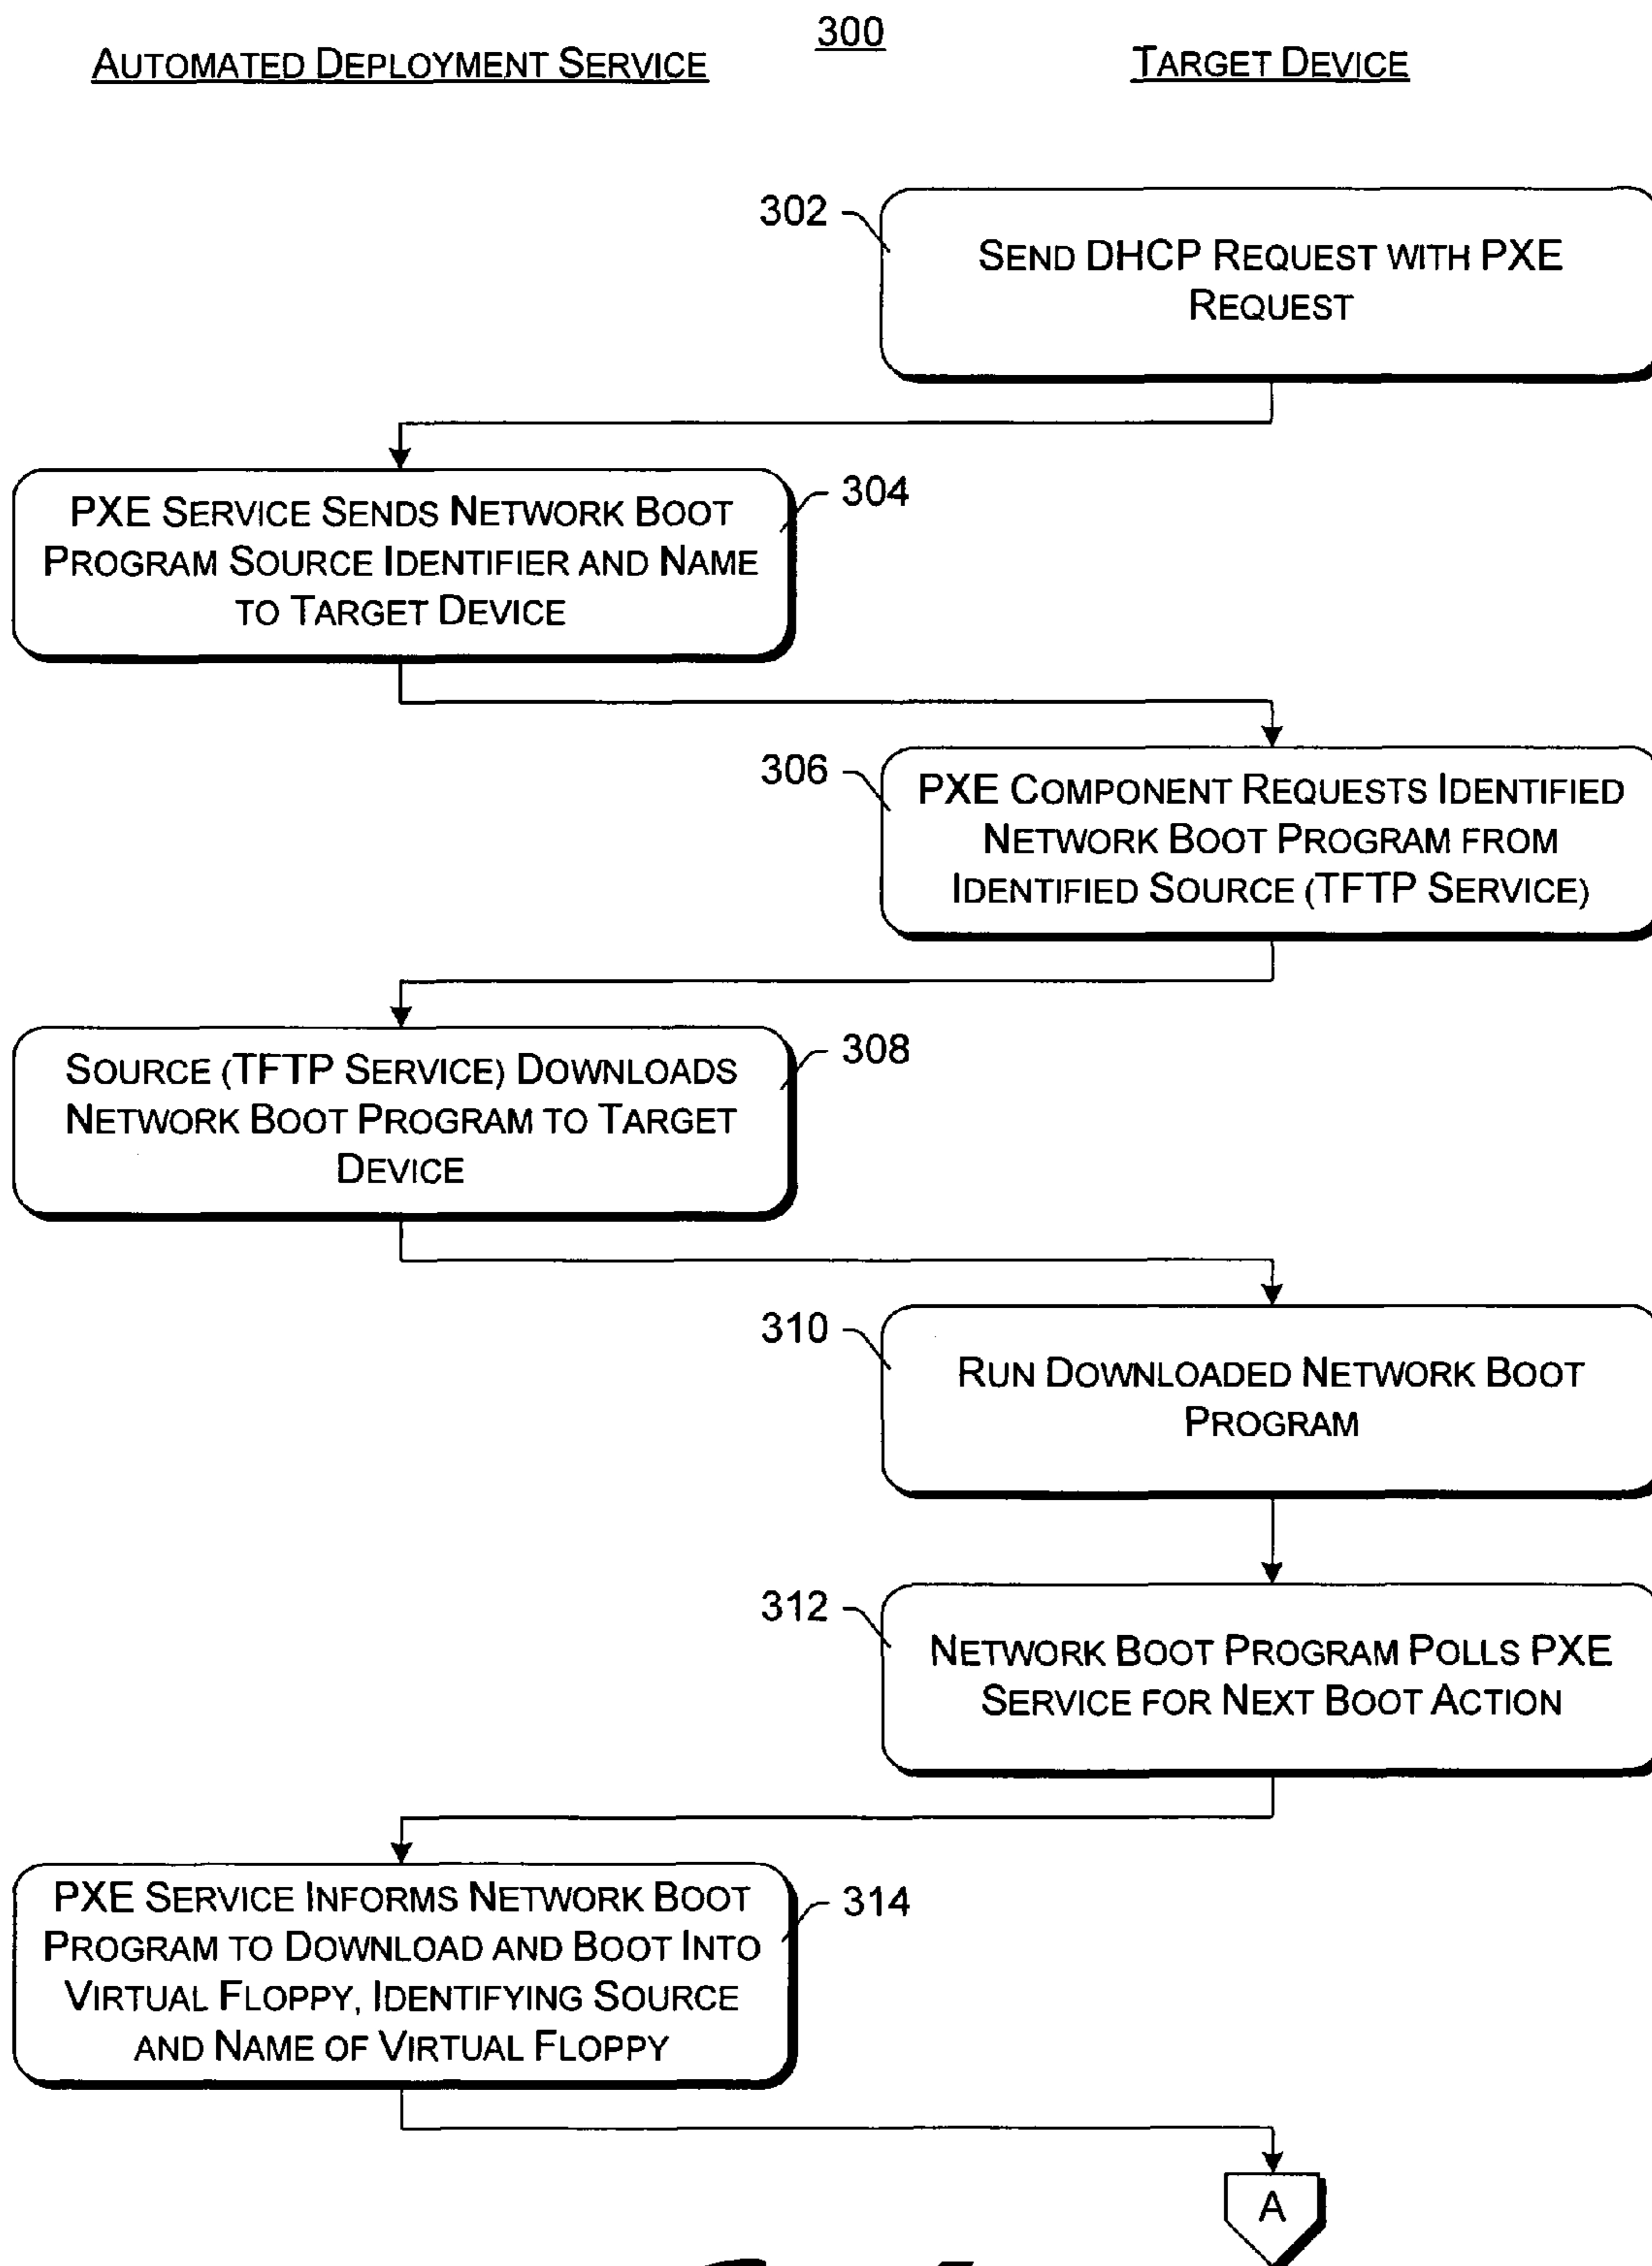 300
AUTOMATED DEPLOYMENT SERVICE
TARGET DEVICE
302
SEND DHCP REQUEST WITH PXE
REQUEST
304
PXE SERVICE SENDS NETWORK BOOT
PROGRAM SOURCE IDENTIFIER AND NAME
TO TARGET DEVICE
306
PXE COMPONENT REQUESTS IDENTIFIED
NETWORK BOOT PROGRAM FROM
IDENTIFIED SOURCE (TFTP SERVICE)
308
SOURCE (TFTP SERVICE) DOWNLOADS
NETWORK BOOT PROGRAM TO TARGET
DEVICE
310
RUN DOWNLOADED NETWORK BOOT
PROGRAM
312
NETWORK BOOT PROGRAM POLLS PXE
SERVICE FOR NEXT BOOT ACTION
314
PXE SERVICE INFORMS NETWORK BOOT
PROGRAM TO DOWNLOAD AND BOOT INTO
VIRTUAL FLOPPY, IDENTIFYING SOURCE
AND NAME OF VIRTUAL FLOPPY
A